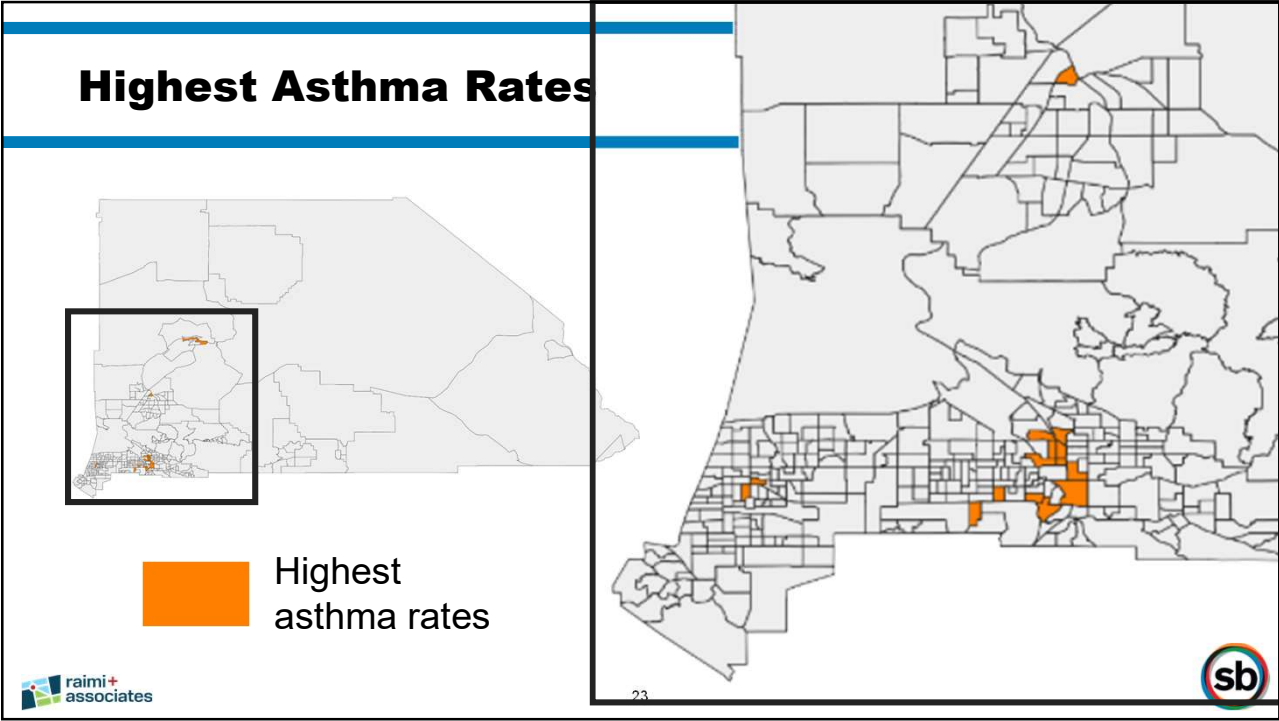 Highest Asthma Rates
Highest
asthma rates
raimi+
associates
23
sb